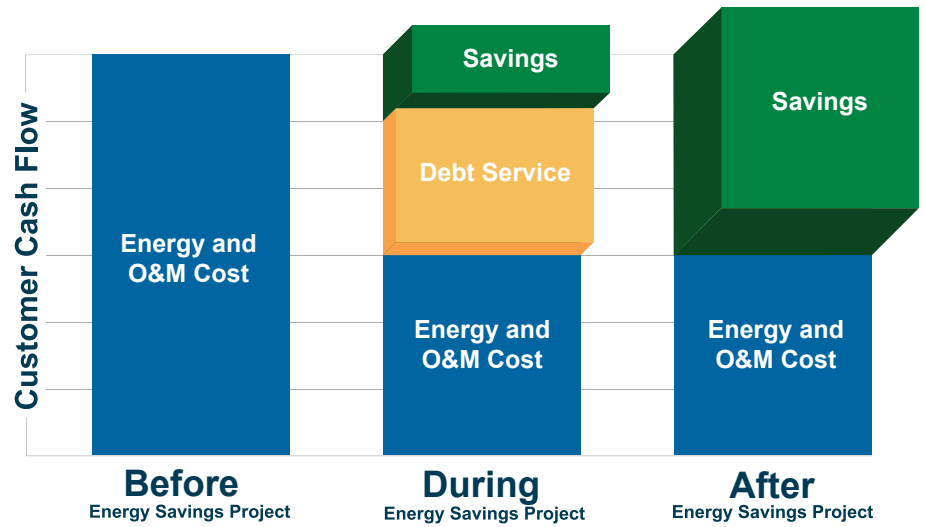 Customer Cash Flow
Energy and
O&M Cost
Savings
Debt Service
Energy and
O&M Cost
Savings
Energy and
O&M Cost
Before
Energy Savings Project
During
Energy Savings Project
After
Energy Savings Project